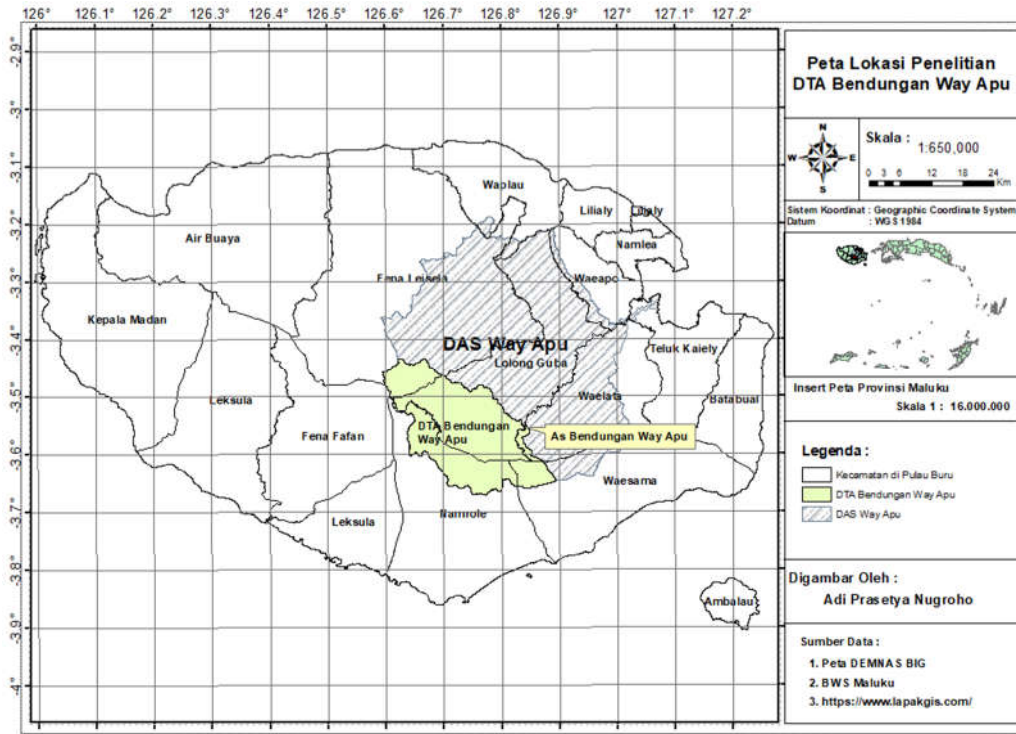 126° 126.1° 126.2° 126.3° 126.4° 126.5° 126.6° 126.7° 126.8° 126.9° 127° 127.1° 127.2°
-2.9°
-3°
-3.1°
-3.2°
-3.3°
-3.4°
-3.5°
-3.6°
-3.7°
-3.8°
-3.9°
-4°
Waplau
Lilialy
Lilialy
Air Buaya
Namlea
Fena Leisela
Waeapo
Kepala Madan
DAS Way Apu
Lolong Guba
Teluk Kaiely
Leksula
Waelata
Batabual
DTA Bendungan
Way Apu
Fena Fafan
As Bendungan Way Apu
Waesama
Leksula
Namrole
Ambalau
Peta Lokasi Penelitian
DTA Bendungan Way Apu
N
W E
S
Skala :
1:650,000
0 3 6 12 18 24
Km
Sistem Koordinat : Geographic Coordinate System
Datum : WGS 1984
Insert Peta Provinsi Maluku
Skala 1 : 16.000.000
Legenda :
Kecamatan di Pulau Buru
DTA Bendungan Way Apu
DAS Way Apu
Digambar Oleh :
Adi Prasetya Nugroho
Sumber Data :
1. Peta DEMNAS BIG
2. BWS Maluku
3. https://www.lapakgis.com/